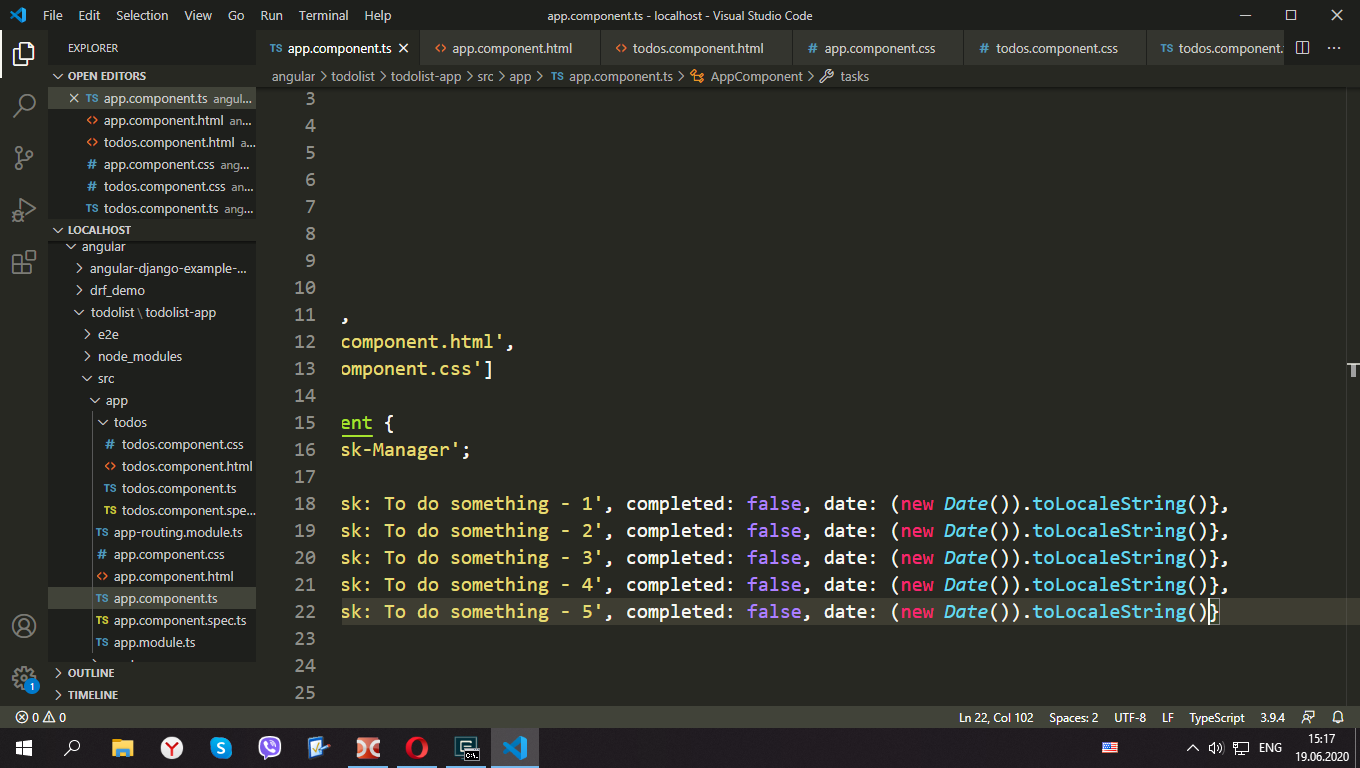 File Edit Selection View Go Run Terminal Help app.component.ts - localhost - Visual Studio Code
EXPLORER
OPEN EDITORS
TS app.component.ts angul...
<> app.component.html an...
<> todos.component.html a...
# app.component.css ang...
# todos.component.css an...
TS todos.component.ts ang...
LOCALHOST
angular
angular-django-example-...
drf_demo
todolist \ todolist-app
e2e
node_modules
src
app
todos
# todos.component.css
<> todos.component.html
TS todos.component.ts
TS todos.component.spe...
TS app-routing.module.ts
# app.component.css
<> app.component.html
TS app.component.ts
TS app.component.spec.ts
TS app.module.ts
OUTLINE
TIMELINE
TS app.component.ts <> app.component.html <> todos.component.html # app.component.css # todos.component.css TS todos.component.
angular > todolist > todolist-app > src > app > TS app.component.ts > AppComponent > tasks
3
4
5
6
7
8
9
10
11 ,
12 component.html',
13 omponent.css']
14
15 ent {
16 sk-Manager';
17
18 sk: To do something - 1', completed: false, date: (new Date()).toLocaleString()},
19 sk: To do something - 2', completed: false, date: (new Date()).toLocaleString()},
20 sk: To do something - 3', completed: false, date: (new Date()).toLocaleString()},
21 sk: To do something - 4', completed: false, date: (new Date()).toLocaleString()},
22 sk: To do something - 5', completed: false, date: (new Date()).toLocaleString()}
23
24
25
1
0 0 Ln 22, Col 102 Spaces: 2 UTF-8 LF TypeScript 3.9.4
ENG 15:17
19.06.2020